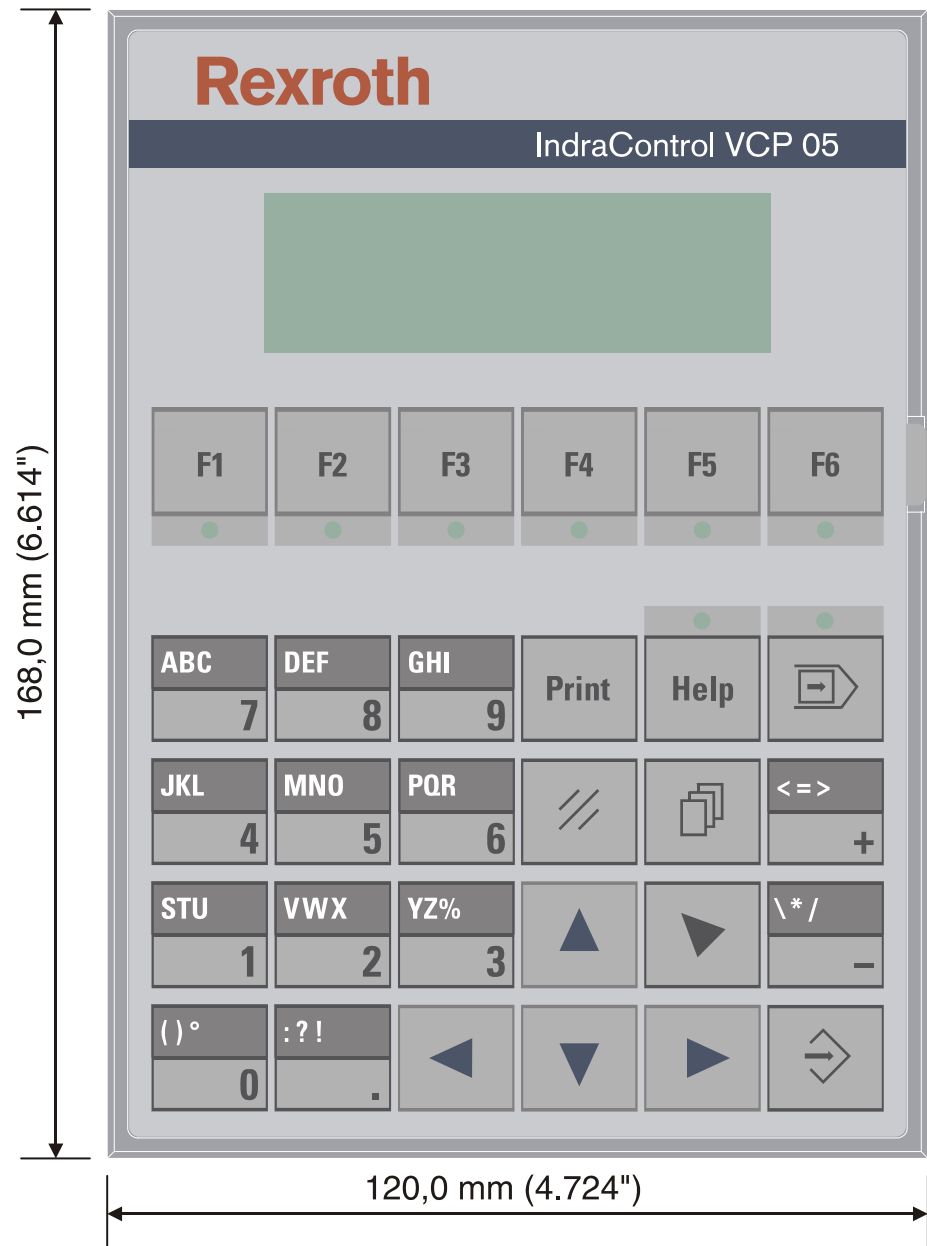 Rexroth
IndraControl VCP 05
168,0 mm (6.614")
F1 F2 F3 F4 F5 F6
ABC DEF GHI
7 8 9 Print Help
JKL MNO PQR <=>
4 5 6 +
STU VWX YZ% \*/
1 2 3 –
()° :?!
0 .
120,0 mm (4.724")